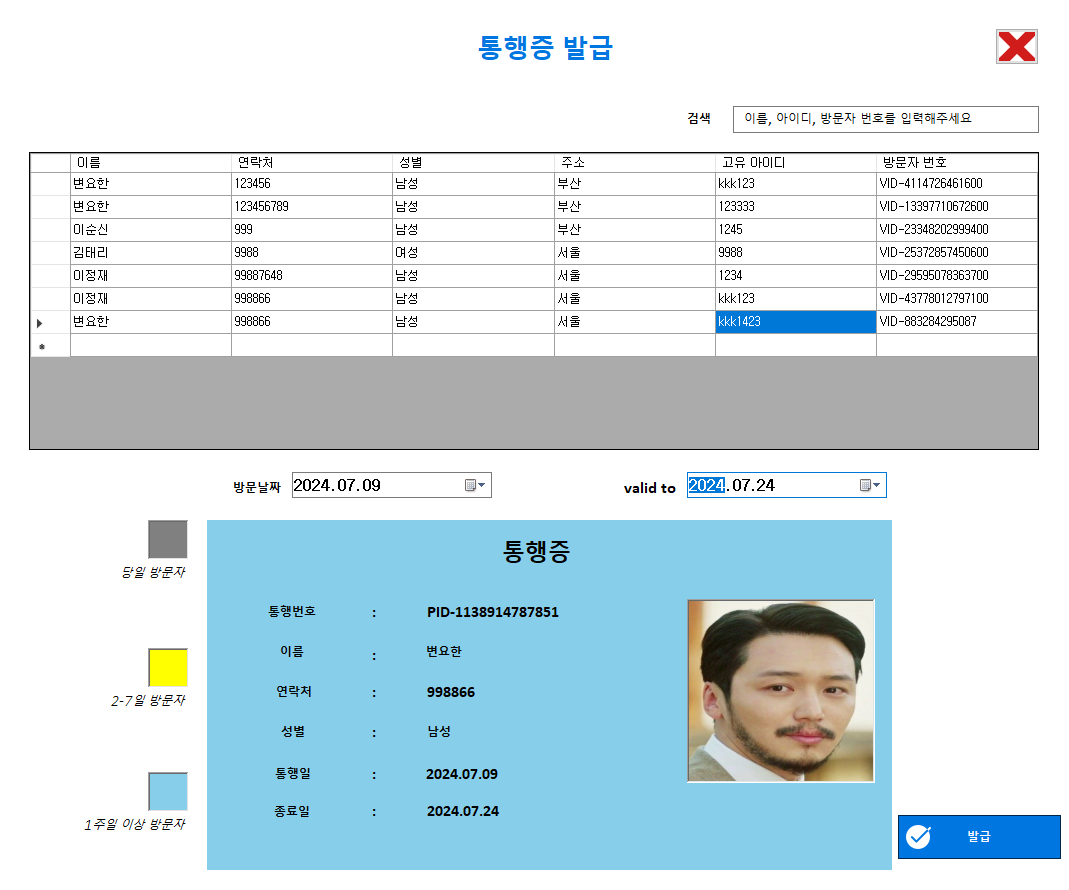 통행증 발급
검색 이름, 아이디, 방문자 번호를 입력해주세요
이름 연락처 성별 주소 고유 아이디 방문자 번호
변요한 123456 남성 부산 kkk123 VID-4114726461600
변요한 123456789 남성 부산 123333 VID-13397710672600
이순신 999 남성 부산 1245 VID-23348202999400
김태리 9988 여성 서울 9988 VID-25372857450600
이정재 99887648 남성 서울 1234 VID-29595078363700
이정재 998866 남성 서울 kkk123 VID-43778012797100
변요한 998866 남성 서울 kkk1423 VID-883284295087
방문날짜 2024.07.09 valid to 2024.07.24
당일 방문자
2-7일 방문자
1주일 이상 방문자
통행증
통행번호 : PID-1138914787851
이름 : 변요한
연락처 : 998866
성별 : 남성
통행일 : 2024.07.09
종료일 : 2024.07.24
발급